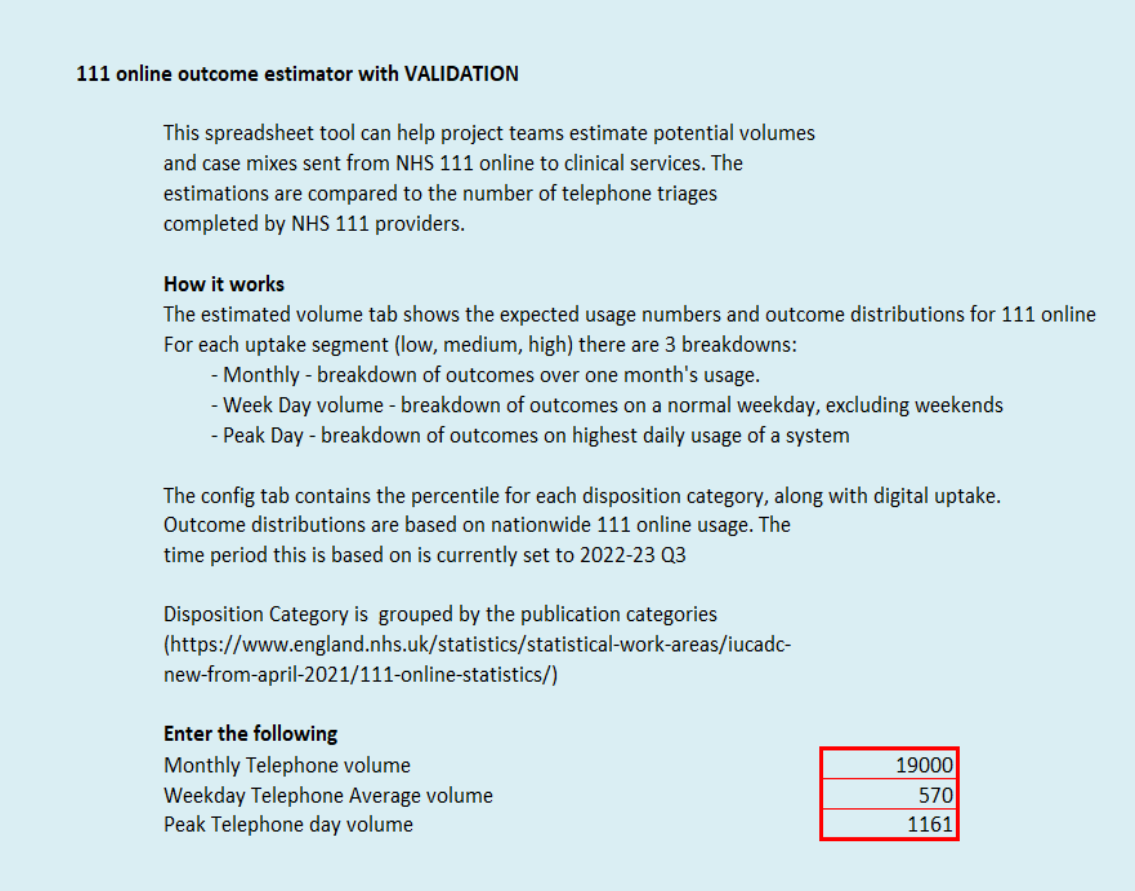 111 online outcome estimator with VALIDATION
This spreadsheet tool can help project teams estimate potential volumes
and case mixes sent from NHS 111 online to clinical services. The
estimations are compared to the number of telephone triages
completed by NHS 111 providers.
How it works
The estimated volume tab shows the expected usage numbers and outcome distributions for 111 online
For each uptake segment (low, medium, high) there are 3 breakdowns:
- Monthly - breakdown of outcomes over one month's usage.
- Week Day volume - breakdown of outcomes on a normal weekday, excluding weekends
- Peak Day - breakdown of outcomes on highest daily usage of a system
The config tab contains the percentile for each disposition category, along with digital uptake.
Outcome distributions are based on nationwide 111 online usage. The
time period this is based on is currently set to 2022-23 Q3
Disposition Category is  grouped by the publication categories
(https://www.england.nhs.uk/statistics/statistical-work-areas/iucadc-
new-from-april-2021/111-online-statistics/)
Enter the following
Monthly Telephone volume 19000
Weekday Telephone Average volume 570
Peak Telephone day volume 1161